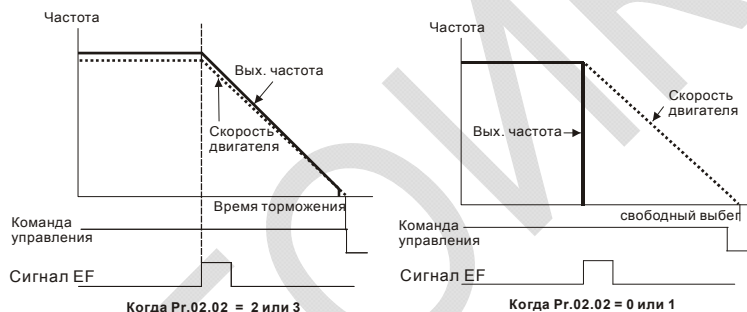 Частота
Вых. частота
Скорость
двигателя
Время торможения
Команда
управления
Сигнал EF
Когда Pr.02.02 = 2 или 3
Частота
Скорость
двигателя
Вых. частота
свободный выбег
Команда
управления
Сигнал EF
Когда Pr.02.02 = 0 или 1